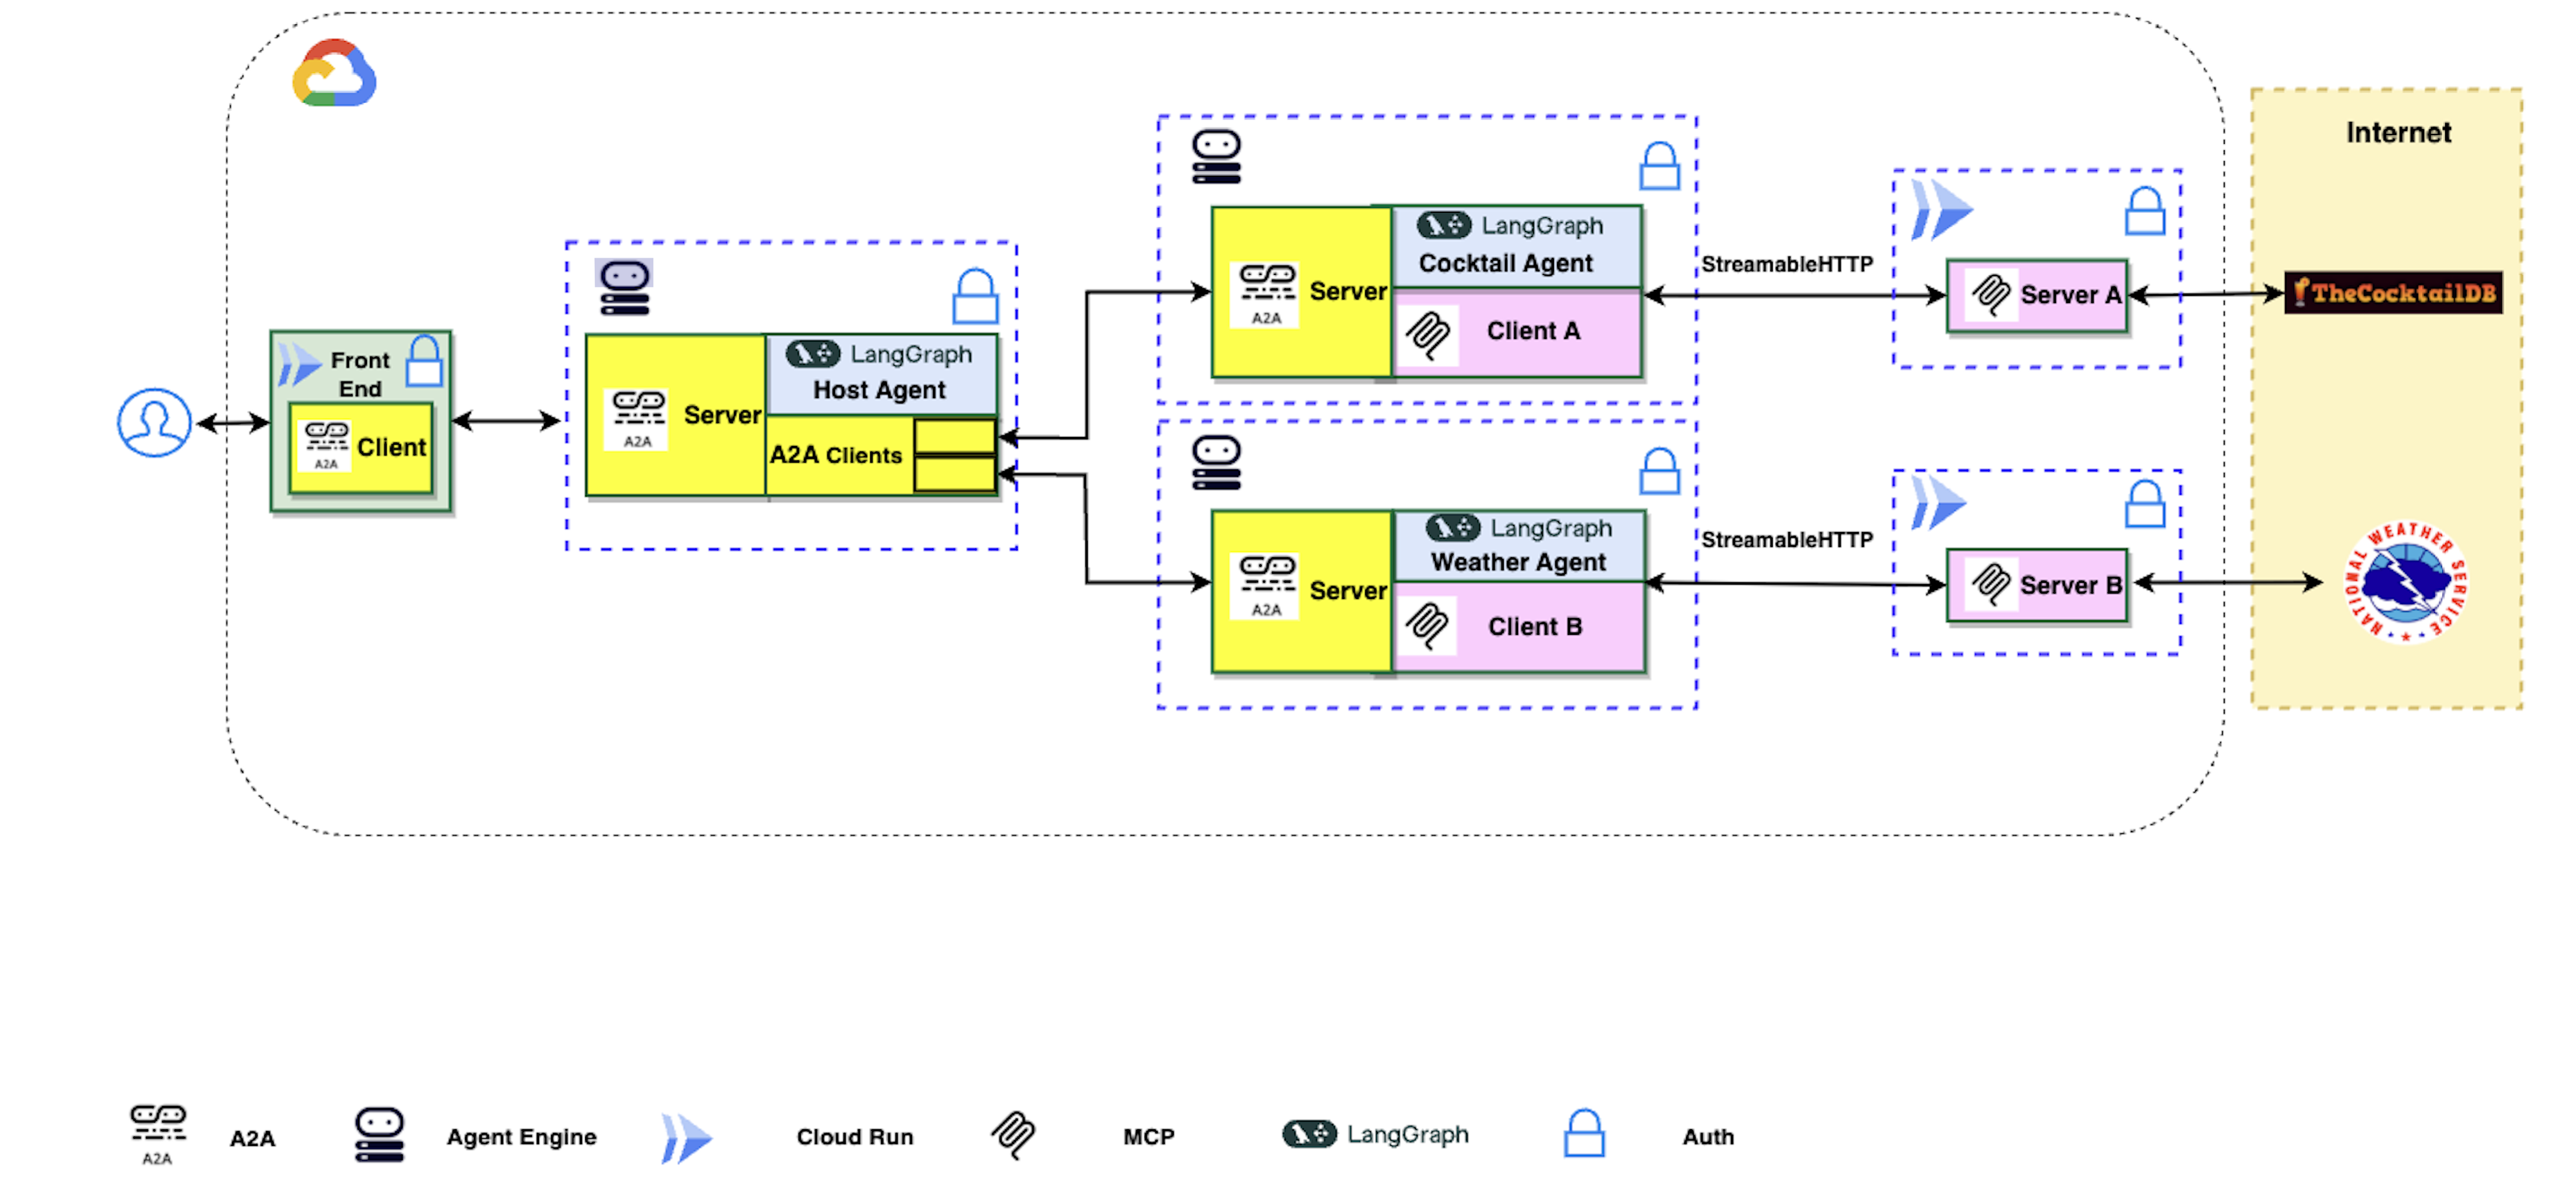 Internet
LangGraph
Cocktail Agent
Server
A2A
Client A
StreamableHTTP
Server A
TheCocktailDB
Front
End
Client
A2A
LangGraph
Host Agent
Server
A2A
A2A Clients
LangGraph
Weather Agent
Server
A2A
Client B
StreamableHTTP
Server B
NATIONAL WEATHER SERVICE
A2A
A2A
Agent Engine
Cloud Run
MCP
LangGraph
Auth